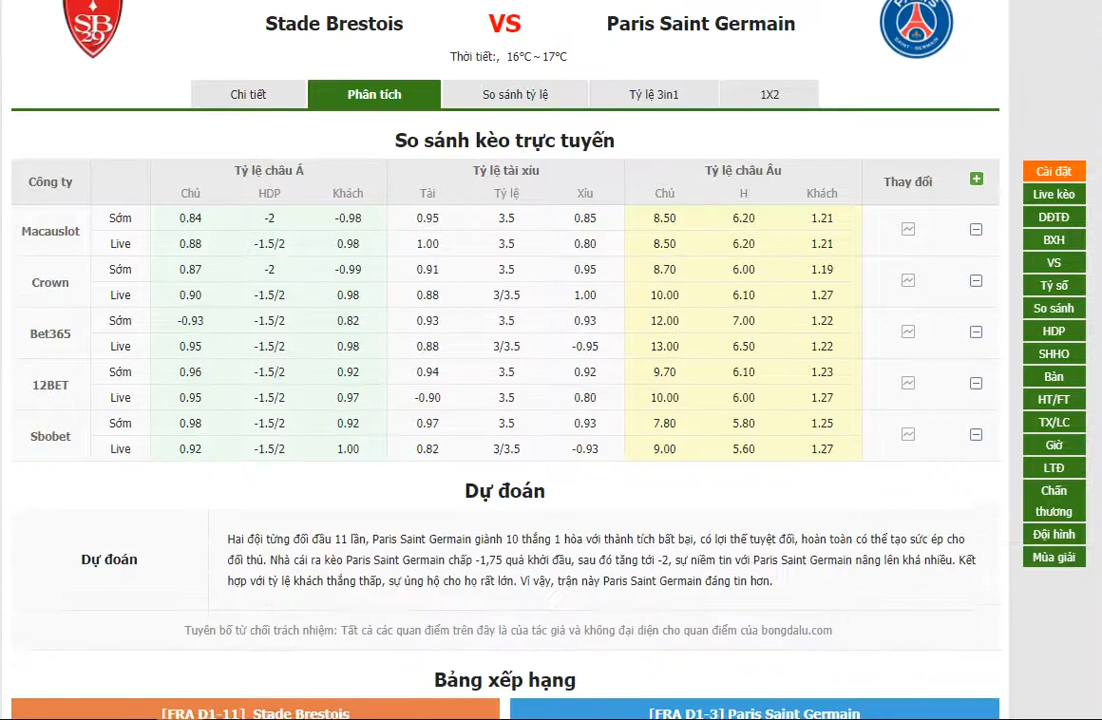 SB
29
Stade Brestois VS Paris Saint Germain
PARIS
SAINT-GERMAIN
Thời tiết:, 16°C ~ 17°C
Chi tiết Phân tích So sánh tỷ lệ Tỷ lệ 3in1 1X2
So sánh kèo trực tuyến
Công ty Tỷ lệ châu Á Tỷ lệ tài xỉu Tỷ lệ châu Âu Thay đổi
Chủ HDP Khách Tài Tỷ lệ Xỉu Chủ H Khách
Macauslot
Sớm 0.84 -2 -0.98 0.95 3.5 0.85 8.50 6.20 1.21
Live 0.88 -1.5/2 0.98 1.00 3.5 0.80 8.50 6.20 1.21
Crown
Sớm 0.87 -2 -0.99 0.91 3.5 0.95 8.70 6.00 1.19
Live 0.90 -1.5/2 0.98 0.88 3/3.5 1.00 10.00 6.10 1.27
Bet365
Sớm -0.93 -1.5/2 0.82 0.93 3.5 0.93 12.00 7.00 1.22
Live 0.95 -1.5/2 0.98 0.88 3/3.5 -0.95 13.00 6.50 1.22
12BET
Sớm 0.96 -1.5/2 0.92 0.94 3.5 0.92 9.70 6.10 1.23
Live 0.95 -1.5/2 0.97 -0.90 3.5 0.80 10.00 6.00 1.27
Sbobet
Sớm 0.98 -1.5/2 0.92 0.97 3.5 0.93 7.80 5.80 1.25
Live 0.92 -1.5/2 1.00 0.82 3/3.5 -0.93 9.00 5.60 1.27
Dự đoán
Dự đoán
Hai đội từng đối đầu 11 lần, Paris Saint Germain giành 10 thắng 1 hòa với thành tích bất bại, có lợi thế tuyệt đối, hoàn toàn có thể tạo sức ép cho
đối thủ. Nhà cái ra kèo Paris Saint Germain chấp -1,75 quả khởi đầu, sau đó tăng tới -2, sự niềm tin với Paris Saint Germain nâng lên khá nhiều. Kết
hợp với tỷ lệ khách thắng thấp, sự ủng hộ cho họ rất lớn. Vì vậy, trận này Paris Saint Germain đáng tin hơn.
Tuyên bố từ chối trách nhiệm: Tất cả các quan điểm trên đây là của tác giả và không đại diện cho quan điểm của bongdalu.com
Bảng xếp hạng
[FRA D1-11] Stade Brestois [FRA D1-3] Paris Saint Germain
Cài đặt
Live kèo
DĐTĐ
BXH
VS
Tỷ số
So sánh
HDP
SHHO
Bàn
HT/FT
TX/LC
Giờ
LTĐ
Chấn
thương
Đội hình
Mùa giải